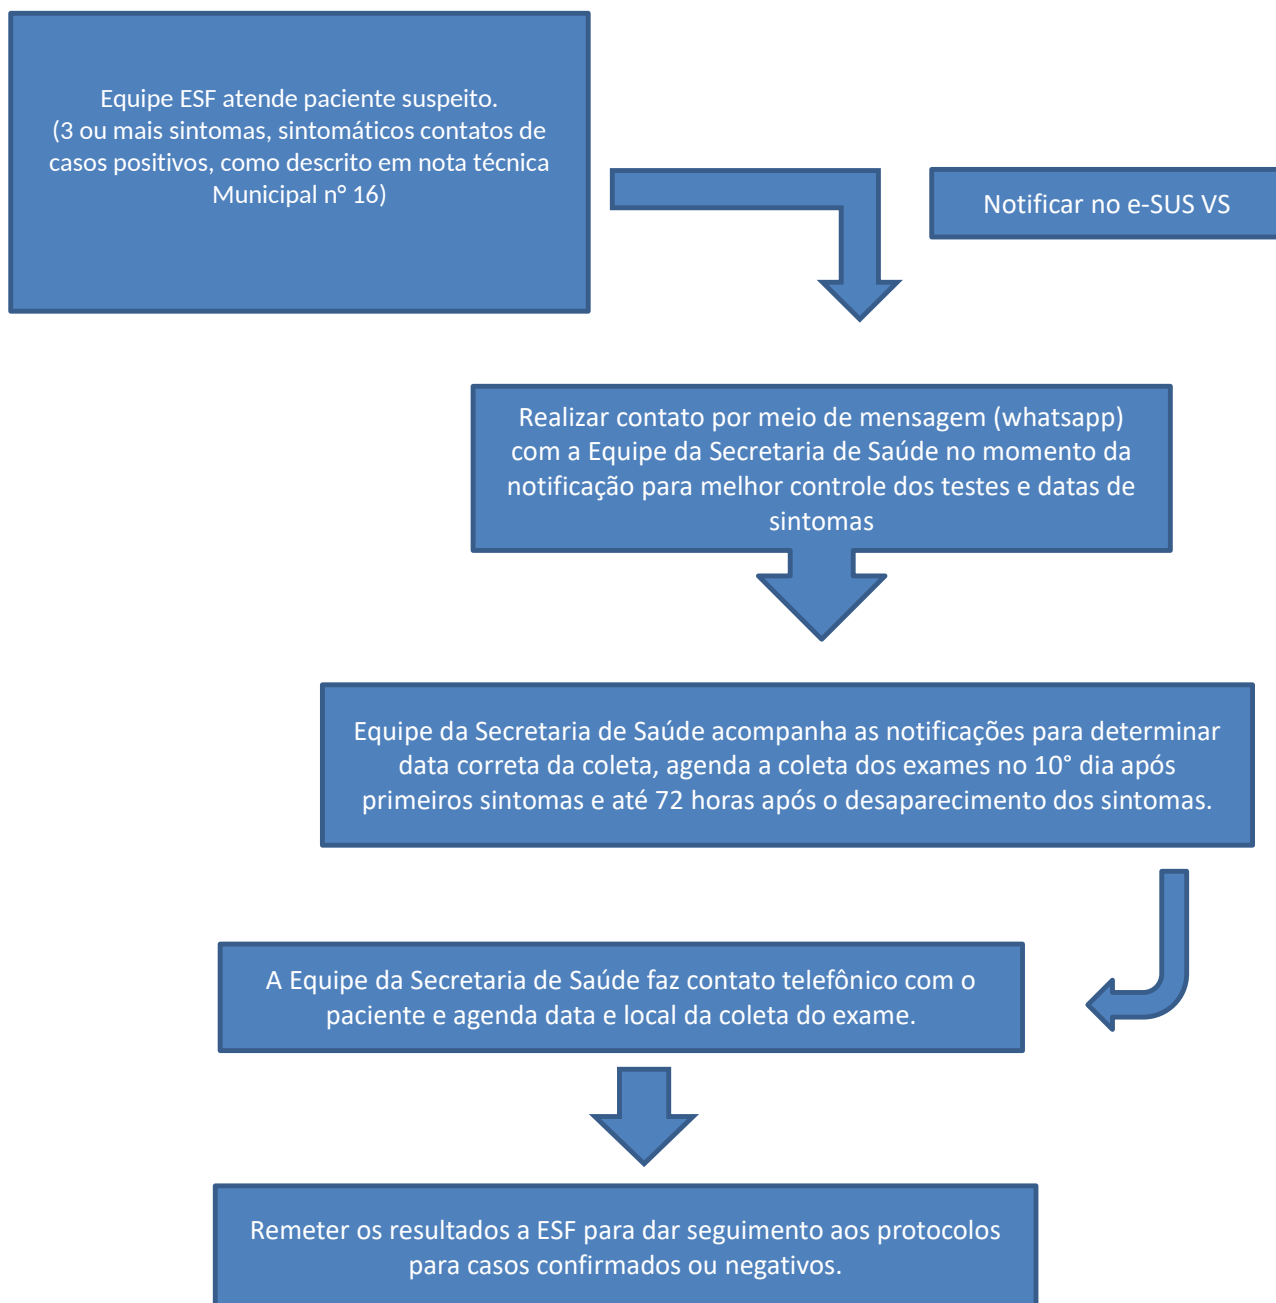 Equipe ESF atende paciente suspeito.
(3 ou mais sintomas, sintomáticos contatos de
casos positivos, como descrito em nota técnica
Municipal n° 16)
Notificar no e-SUS VS
Realizar contato por meio de mensagem (whatsapp)
com a Equipe da Secretaria de Saúde no momento da
notificação para melhor controle dos testes e datas de
sintomas
Equipe da Secretaria de Saúde acompanha as notificações para determinar
data correta da coleta, agenda a coleta dos exames no 10° dia após
primeiros sintomas e até 72 horas após o desaparecimento dos sintomas.
A Equipe da Secretaria de Saúde faz contato telefônico com o
paciente e agenda data e local da coleta do exame.
Remeter os resultados a ESF para dar seguimento aos protocolos
para casos confirmados ou negativos.